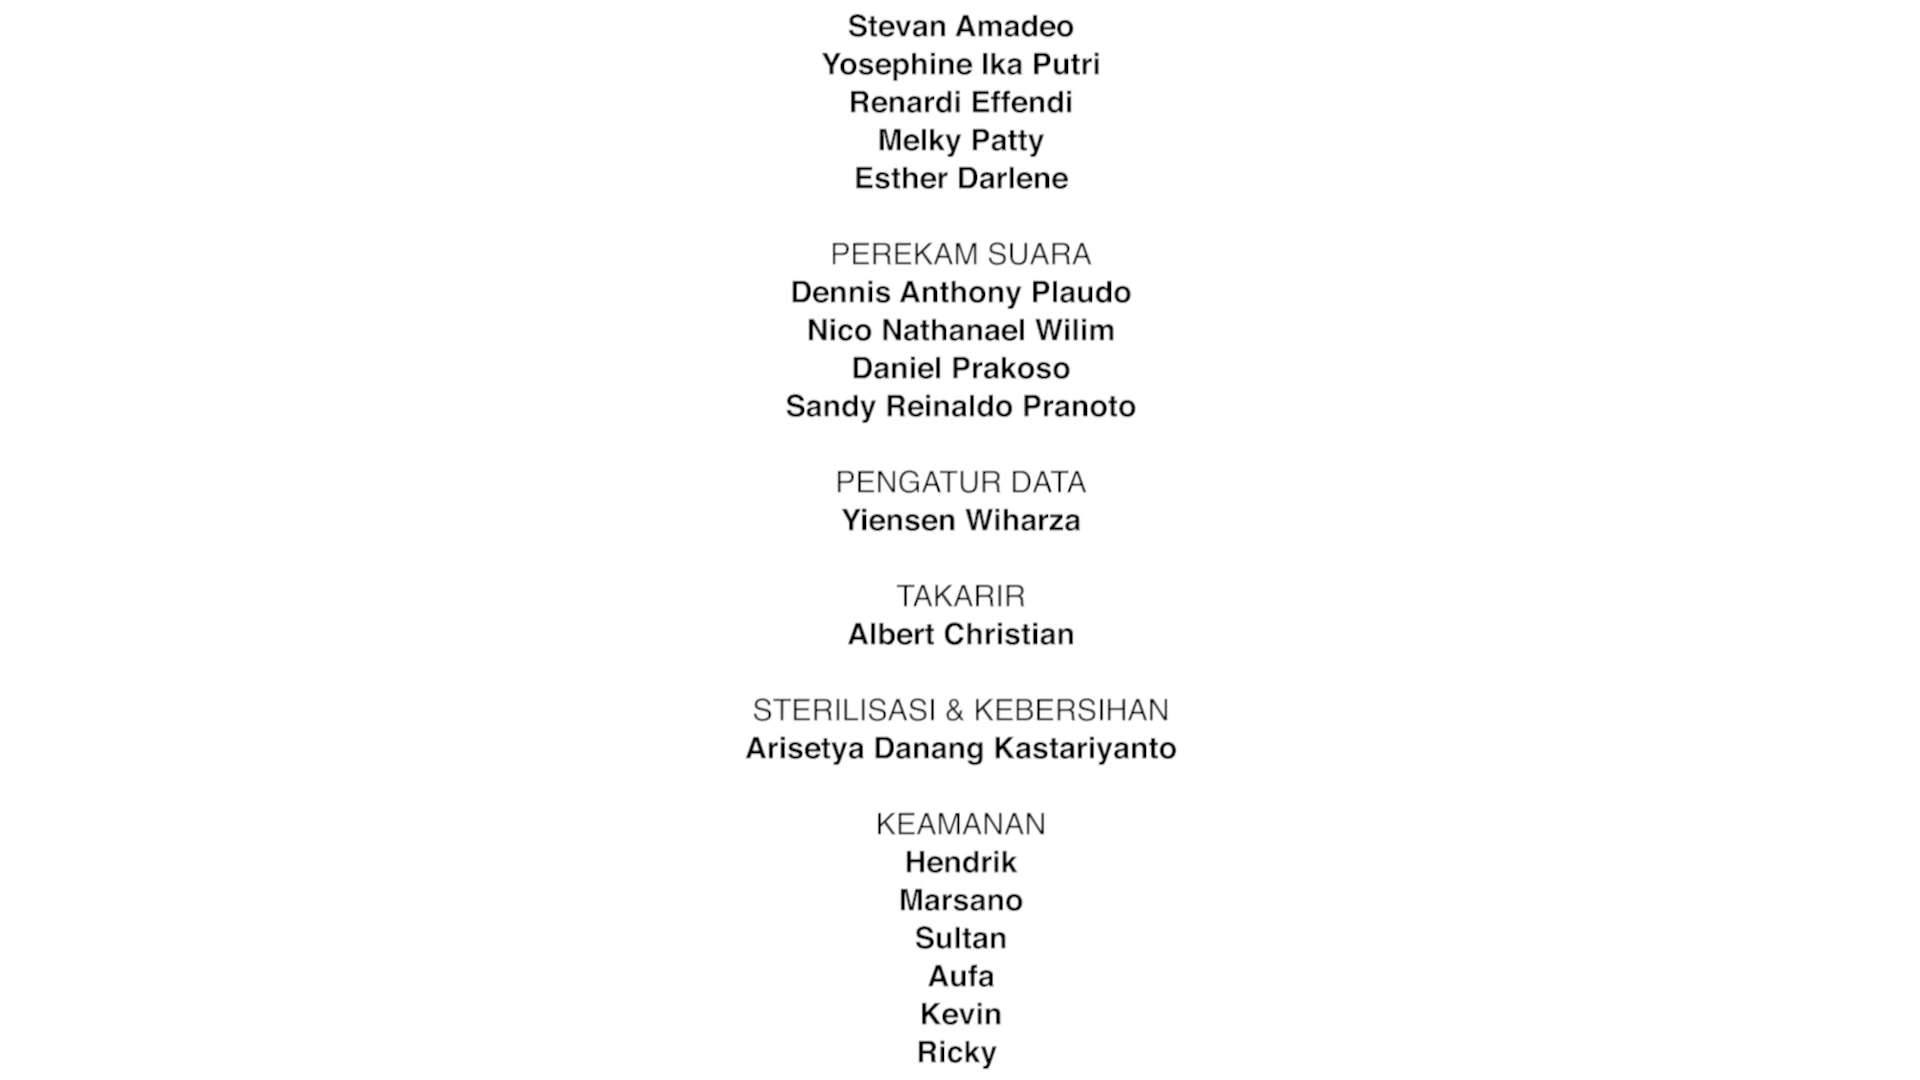 Stevan Amadeo
Yosephine Ika Putri
Renardi Effendi
Melky Patty
Esther Darlene
PEREKAM SUARA
Dennis Anthony Plaudo
Nico Nathanael Wilim
Daniel Prakoso
Sandy Reinaldo Pranoto
PENGATUR DATA
Yiensen Wiharza
TAKARIR
Albert Christian
STERILISASI & KEBERSIHAN
Arisetya Danang Kastariyanto
KEAMANAN
Hendrik
Marsano
Sultan
Aufa
Kevin
Ricky